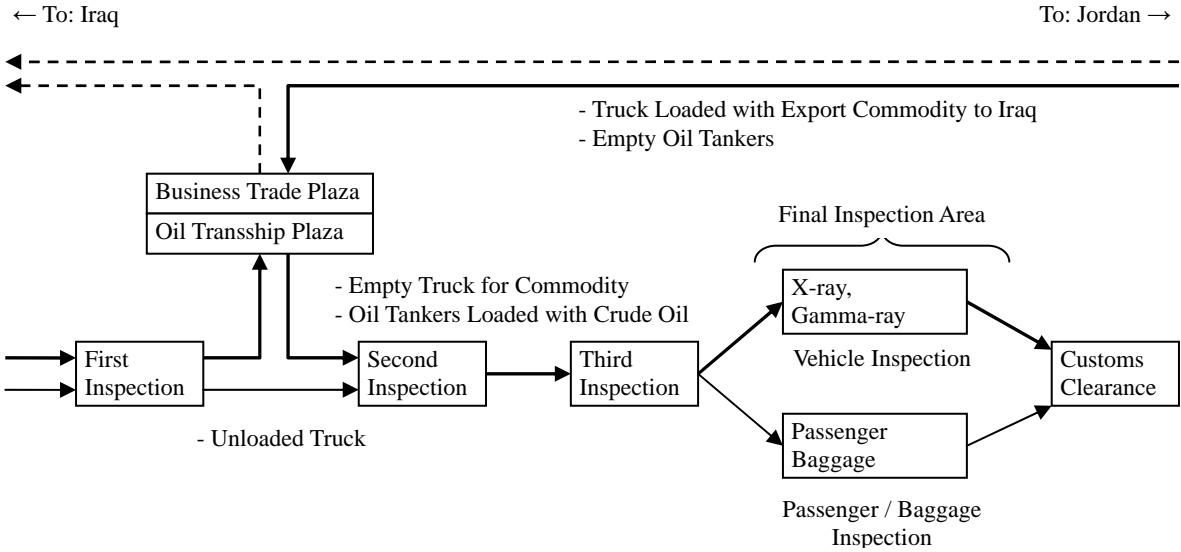 ← To: Iraq
To: Jordan →
- Truck Loaded with Export Commodity to Iraq
- Empty Oil Tankers
Business Trade Plaza
Oil Transship Plaza
Final Inspection Area
- Empty Truck for Commodity
- Oil Tankers Loaded with Crude Oil
X-ray,
Gamma-ray
Vehicle Inspection
First
Inspection
Second
Inspection
Third
Inspection
Customs
Clearance
- Unloaded Truck
Passenger
Baggage
Passenger / Baggage
Inspection